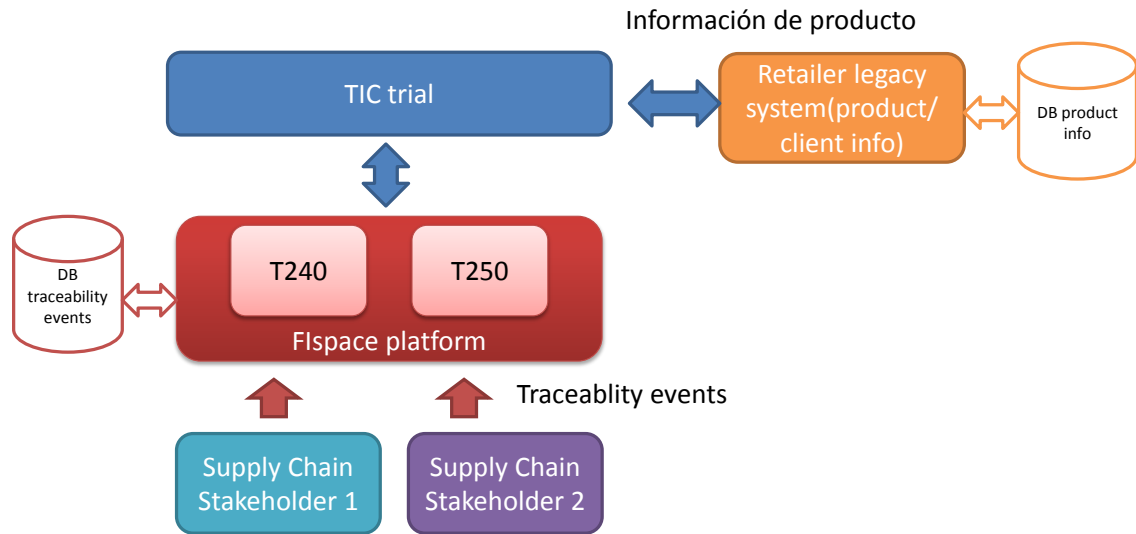 Información de producto
TIC trial
Retailer legacy
system(product/
client info)
DB product
info
T240
T250
DB
traceability
events
FIspace platform
Traceablity events
Supply Chain
Stakeholder 1
Supply Chain
Stakeholder 2